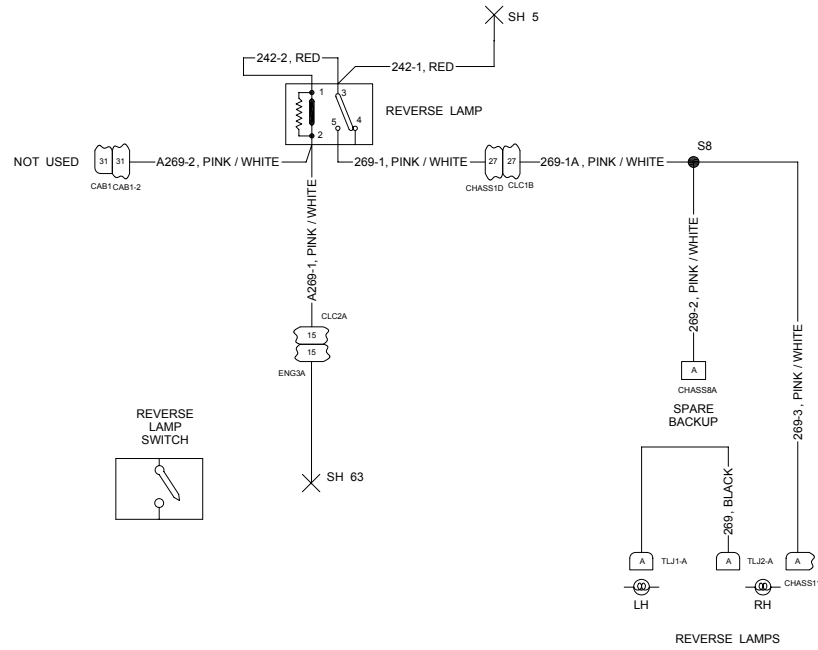 SH 5
242-2, RED
242-1, RED
1
3
REVERSE LAMP
5
4
2
NOT USED
31
31
A269-2, PINK / WHITE
269-1, PINK / WHITE
27
27
269-1A , PINK / WHITE
S8
CAB1
CAB1-2
CHASS1D
CLC1B
A269-1, PINK / WHITE
269-2, PINK / WHITE
269-3, PINK / WHITE
CLC2A
15
15
ENG3A
A
CHASS8A
SPARE
BACKUP
REVERSE
LAMP
SWITCH
SH 63
269, BLACK
A
TLJ1-A
A
TLJ2-A
A
LH
RH
REVERSE LAMPS